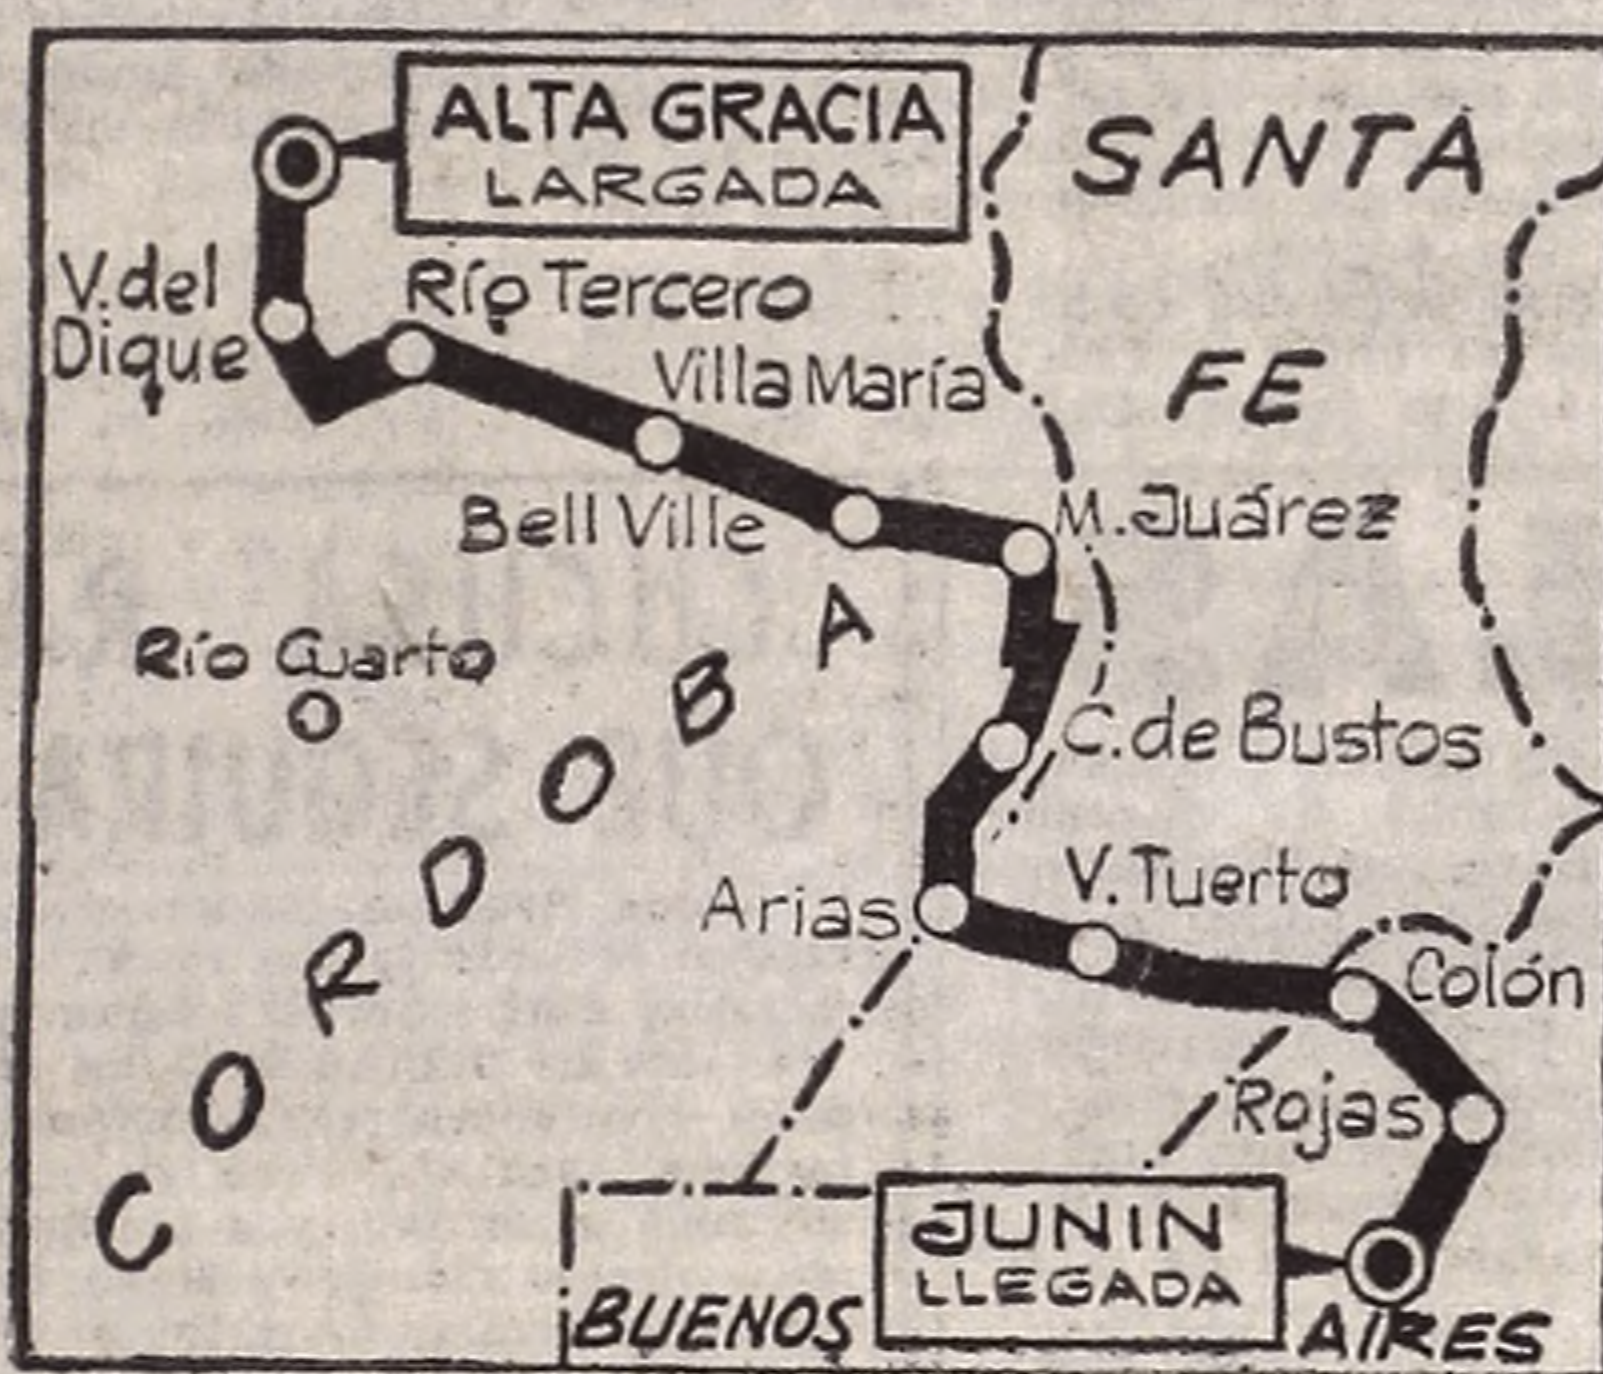 ALTA GRACIA
LARGADA
SANTA
FE
V. del
Dique
Río Tercero
Villa María
Bell Ville
M. Juárez
Río Cuarto
CORDOBA
C. de Bustos
Arias
V. Tuerto
Colón
Rojas
JUNIN
LLEGADA
BUENOS AIRES